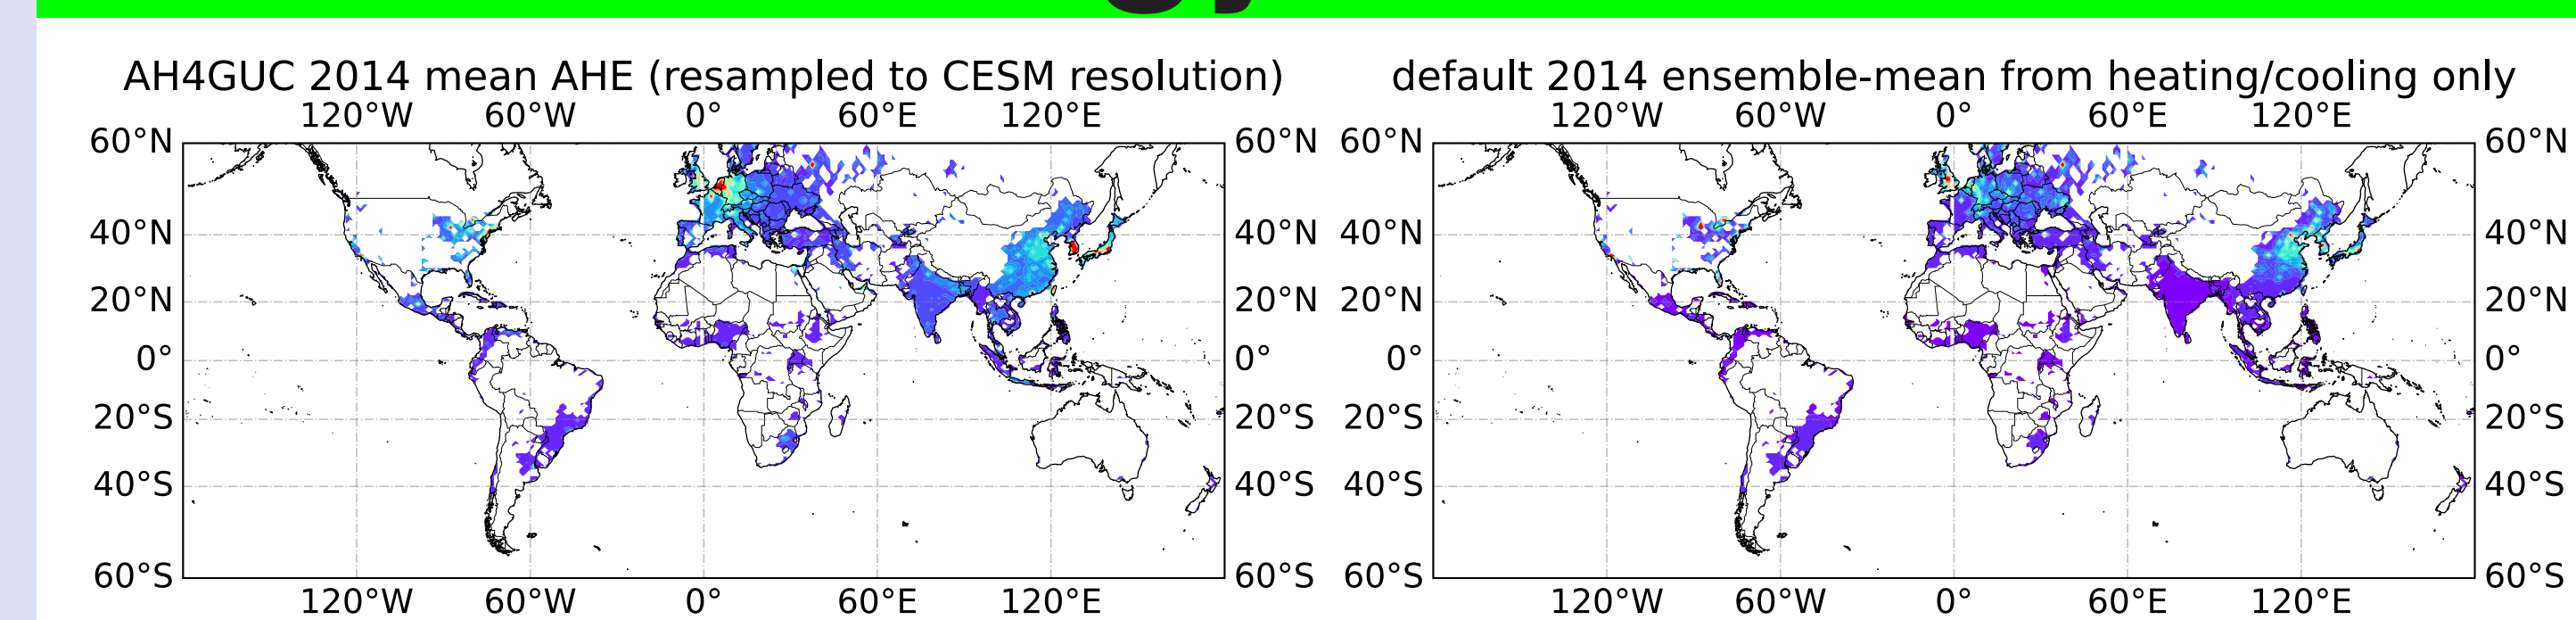 AH4GUC 2014 mean AHE (resampled to CESM resolution)
120°W 60°W 0° 60°E 120°E
60°N 60°N
40°N 40°N
20°N 20°N
0° 0°
20°S 20°S
40°S 40°S
60°S 60°S
120°W 60°W 0° 60°E 120°E
default 2014 ensemble-mean from heating/cooling only
120°W 60°W 0° 60°E 120°E
60°N 60°N
40°N 40°N
20°N 20°N
0° 0°
20°S 20°S
40°S 40°S
60°S 60°S
120°W 60°W 0° 60°E 120°E